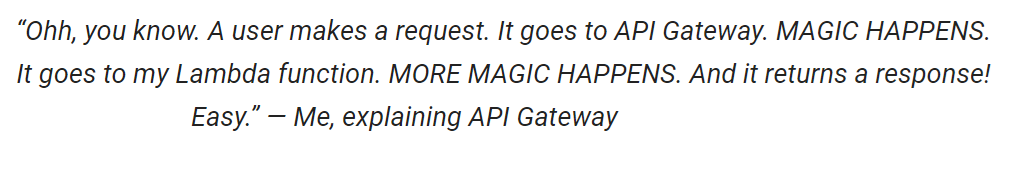 “Ohh, you know. A user makes a request. It goes to API Gateway. MAGIC HAPPENS.
It goes to my Lambda function. MORE MAGIC HAPPENS. And it returns a response!
Easy.” — Me, explaining API Gateway